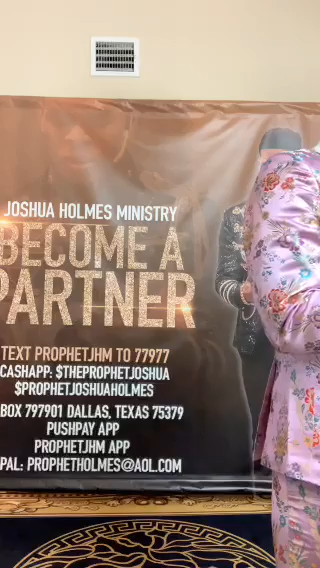 JOSHUA HOLMES MINISTRY
BECOME A
PARTNER
TEXT PROPHETJHM TO 77977
CASHAPP: $THEPROPHETJOSHUA
$PROPHETJOSHUAHOLMES
BOX 797901 DALLAS, TEXAS 75379
PUSHPAY APP
PROPHETJHM APP
PAL: PROPHETHOLMES@AOL.COM